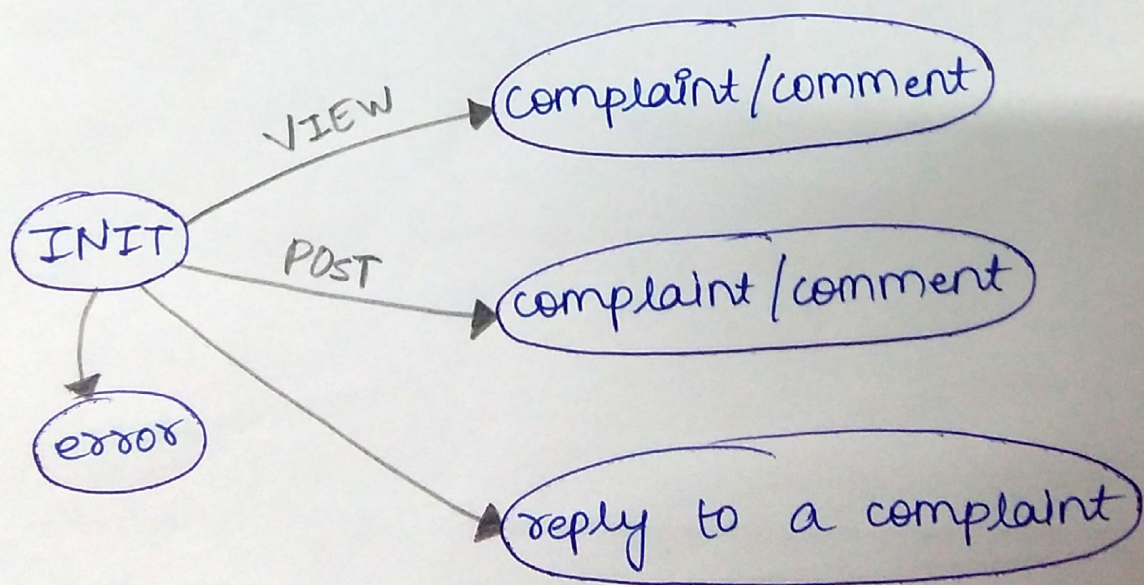 VIEW
complaint/comment
INIT
POST
complaint/comment
error
reply to a complaint